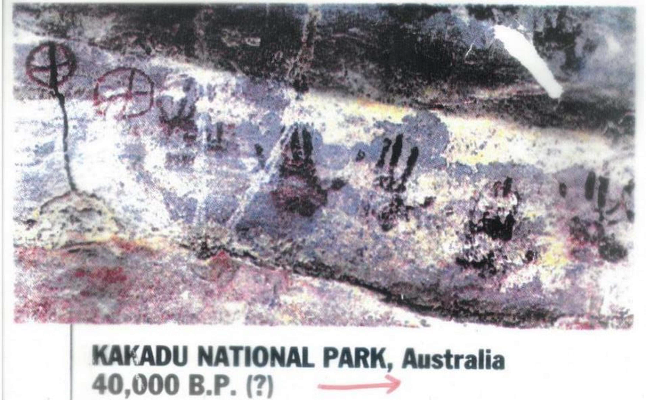 KAKADU NATIONAL PARK, Australia
40,000 B.P. (?)